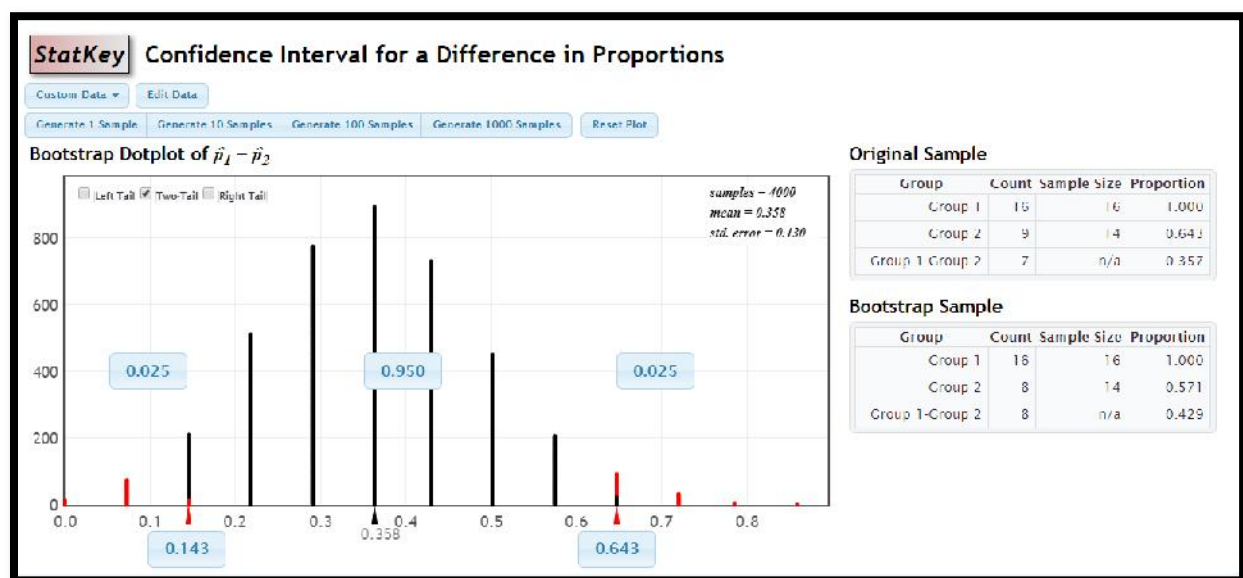 StatKey Confidence Interval for a Difference in Proportions
Custom Data Edit Data
Generate 1 Sample Generate 10 Samples Generate 100 Samples Generate 1000 Samples Reset Plot
Bootstrap Dotplot of p̂₁ − p̂₂
Left Tail Two-Tail Right Tail
samples = 4000
mean = 0.358
std. error = 0.130
800
600
400
200
0
0.025 0.950 0.025
0.0 0.1 0.2 0.3 0.4 0.5 0.6 0.7 0.8
0.358
0.143 0.643
Original Sample
Group Count Sample Size Proportion
Group 1 16 16 1.000
Group 2 9 14 0.643
Group 1-Group 2 7 n/a 0.357
Bootstrap Sample
Group Count Sample Size Proportion
Group 1 16 16 1.000
Group 2 8 14 0.571
Group 1-Group 2 8 n/a 0.429